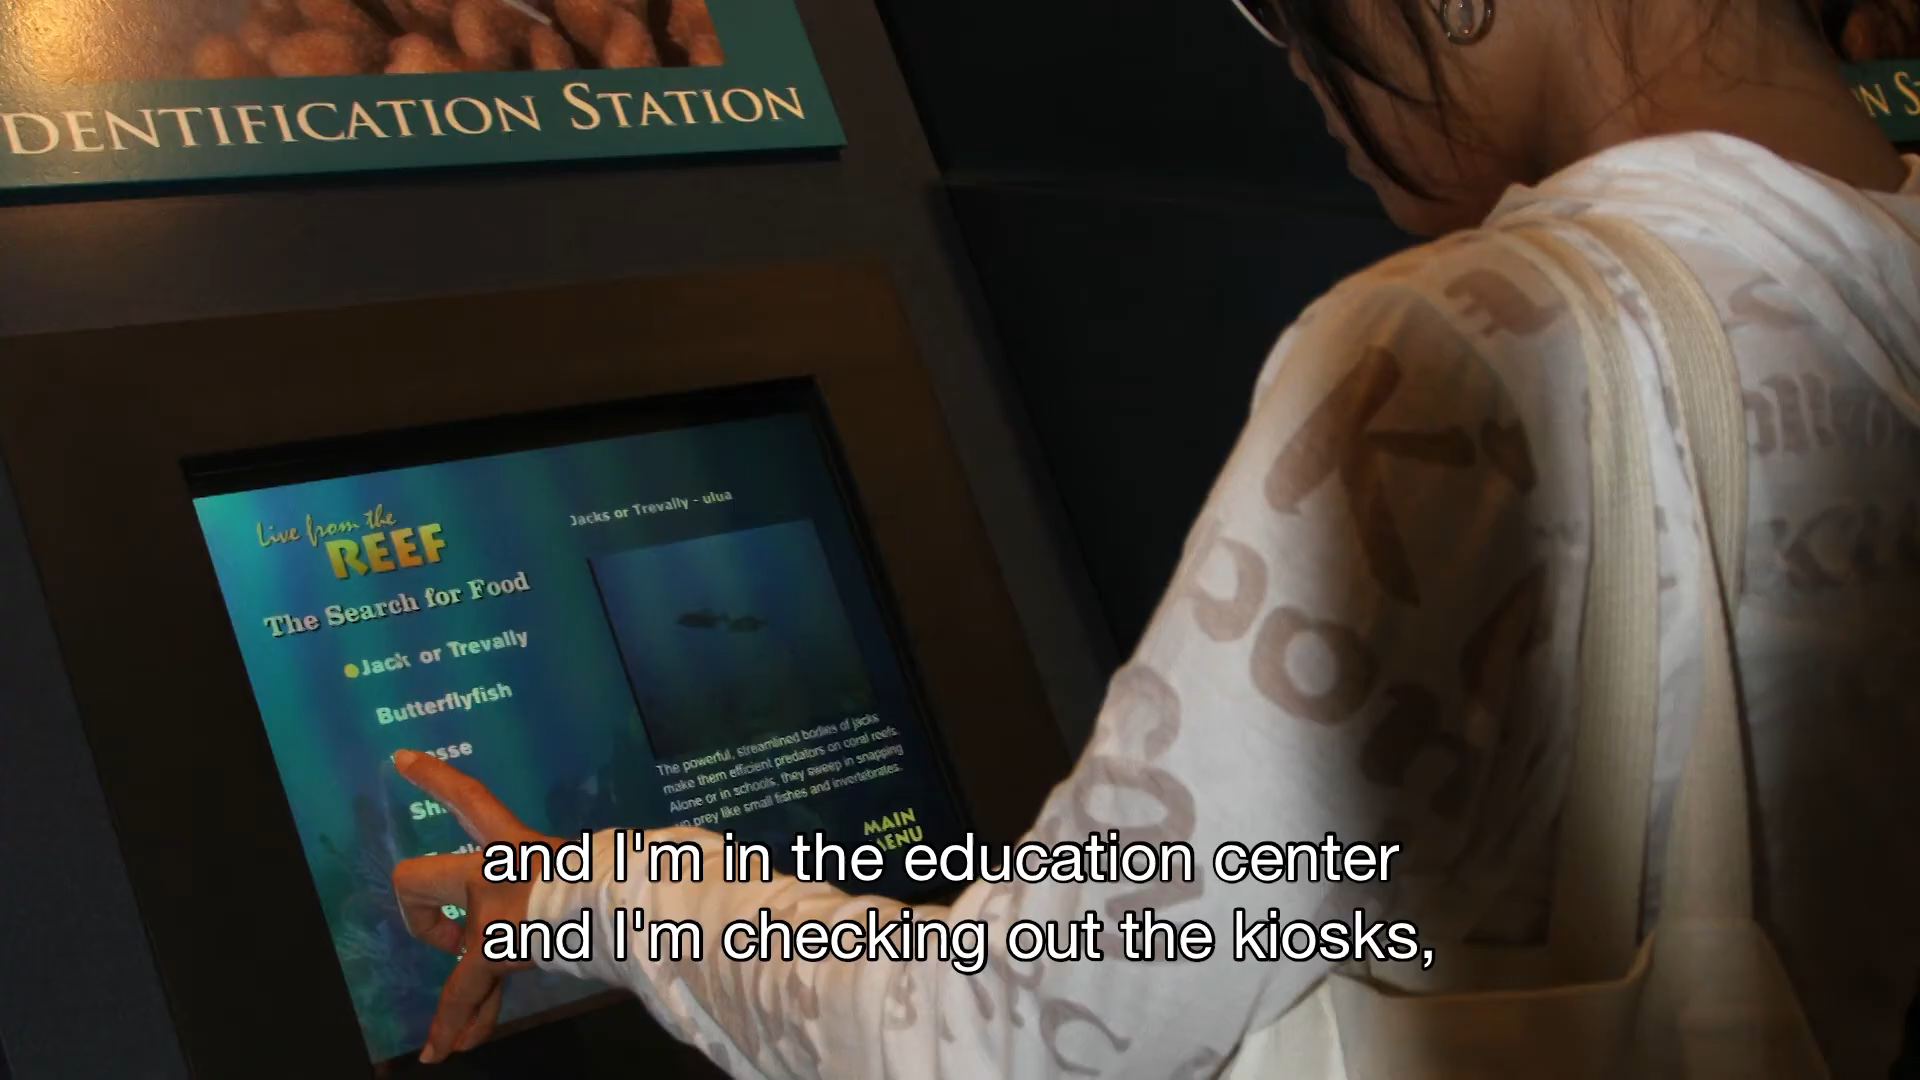 DENTIFICATION STATION
N S
Live from the
REEF
The Search for Food
Jack or Trevally
Butterflyfish
Jacks or Trevally - ulua
The powerful, streamlined bodies of jacks
make them efficient predators on coral reefs.
Alone or in schools, they sweep in snapping
up prey like small fishes and invertebrates.
MAIN
MENU
and I'm in the education center
and I'm checking out the kiosks,